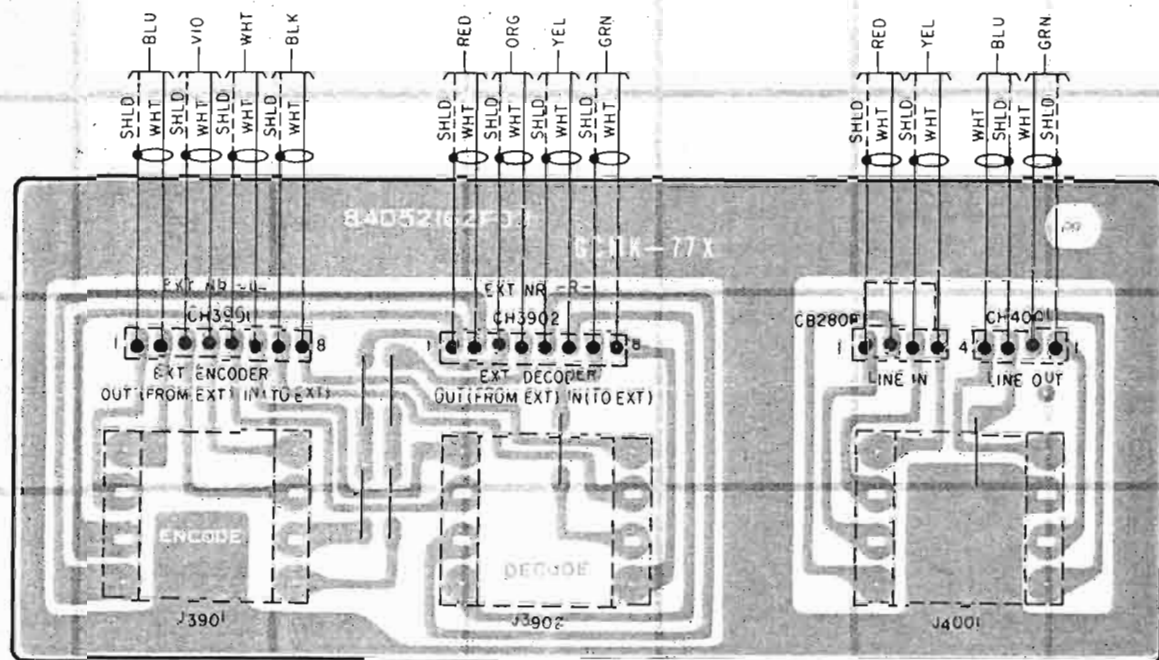 BLU VIO WHT BLK RED ORG YEL GRN RED YEL BLU GRN
SHLD WHT SHLD WHT SHLD WHT SHLD WHT SHLD WHT SHLD WHT SHLD WHT SHLD WHT SHLD WHT SHLD WHT WHT SHLD WHT SHLD
EXT NR EXT NR -R-
CH3901 CH3902 CB280P CH4001
1 8 1 8 1 4 1
EXT ENCODER EXT DECODER LINE IN LINE OUT
OUT (FROM EXT) IN (TO EXT) OUT (FROM EXT) IN (TO EXT)
ENCODE DECODE
J3901 J3902 J4001